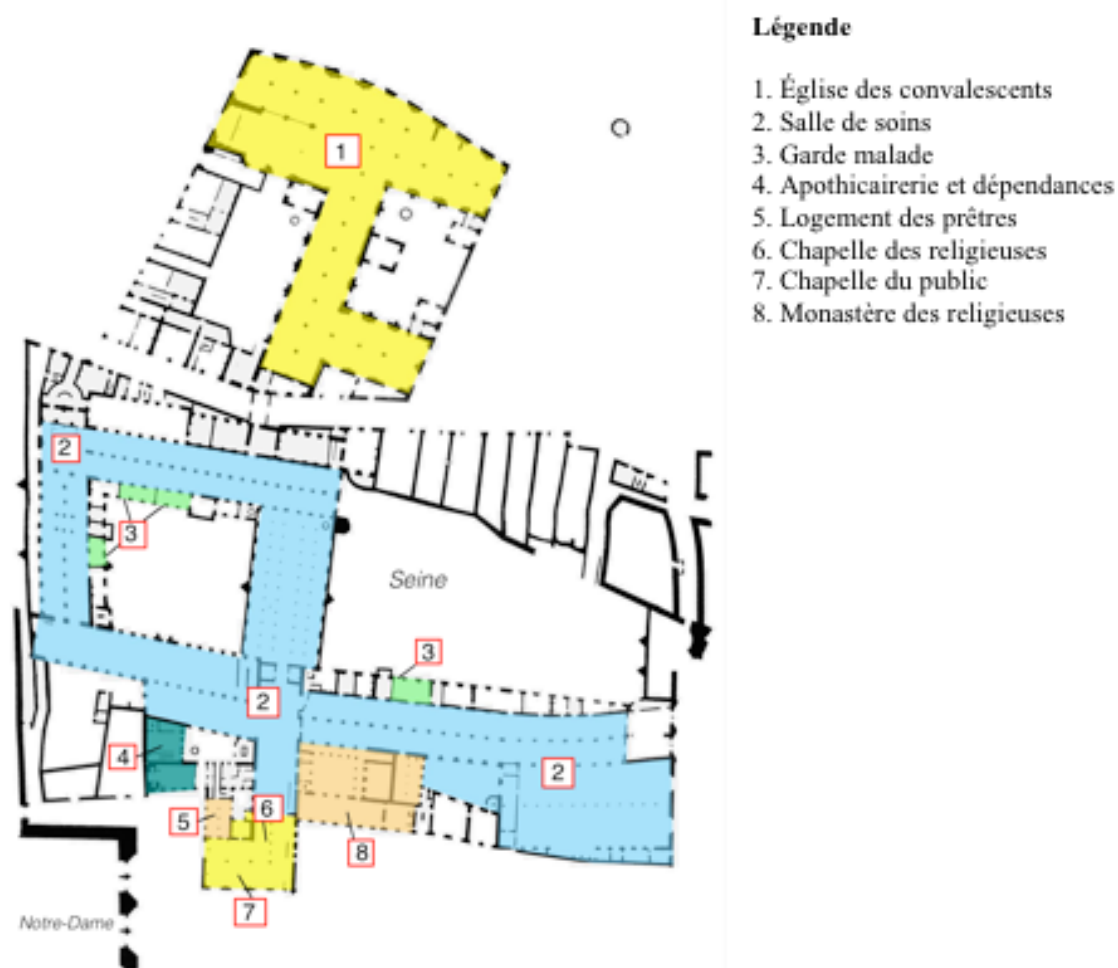 Légende
1. Église des convalescents
2. Salle de soins
3. Garde malade
4. Apothicairerie et dépendances
5. Logement des prêtres
6. Chapelle des religieuses
7. Chapelle du public
8. Monastère des religieuses
1
2
3
Seine
3
2
2
4
6
5
8
7
Notre-Dame